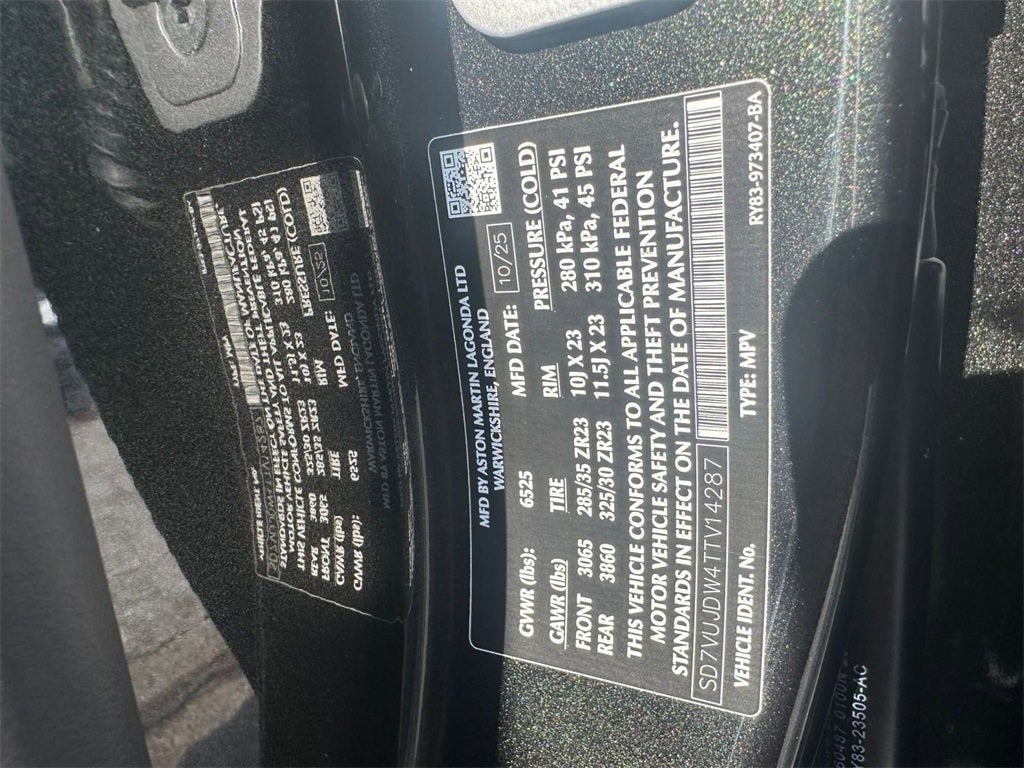 MFD BY ASTON MARTIN LAGONDA LTD
WARWICKSHIRE, ENGLAND
GVWR (lbs): 6525 MFD DATE: 10/25
GAWR (lbs) TIRE RIM PRESSURE (COLD)
FRONT 3065 285/35 ZR23 10J X 23 280 kPa, 41 PSI
REAR 3860 325/30 ZR23 11.5J X 23 310 kPa, 45 PSI
THIS VEHICLE CONFORMS TO ALL APPLICABLE FEDERAL
MOTOR VEHICLE SAFETY AND THEFT PREVENTION
STANDARDS IN EFFECT ON THE DATE OF MANUFACTURE.
SD7VUJDW4TTV14287
VEHICLE IDENT. No. TYPE: MPV RY83-973407-BA
Y83-23505-AC